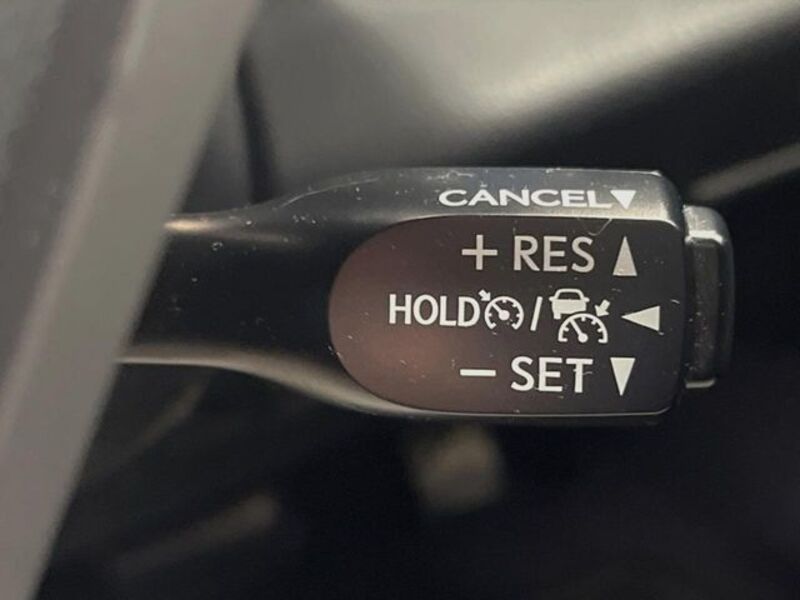 CANCEL▼
+ RES ▲
HOLD / ◀
− SET ▼